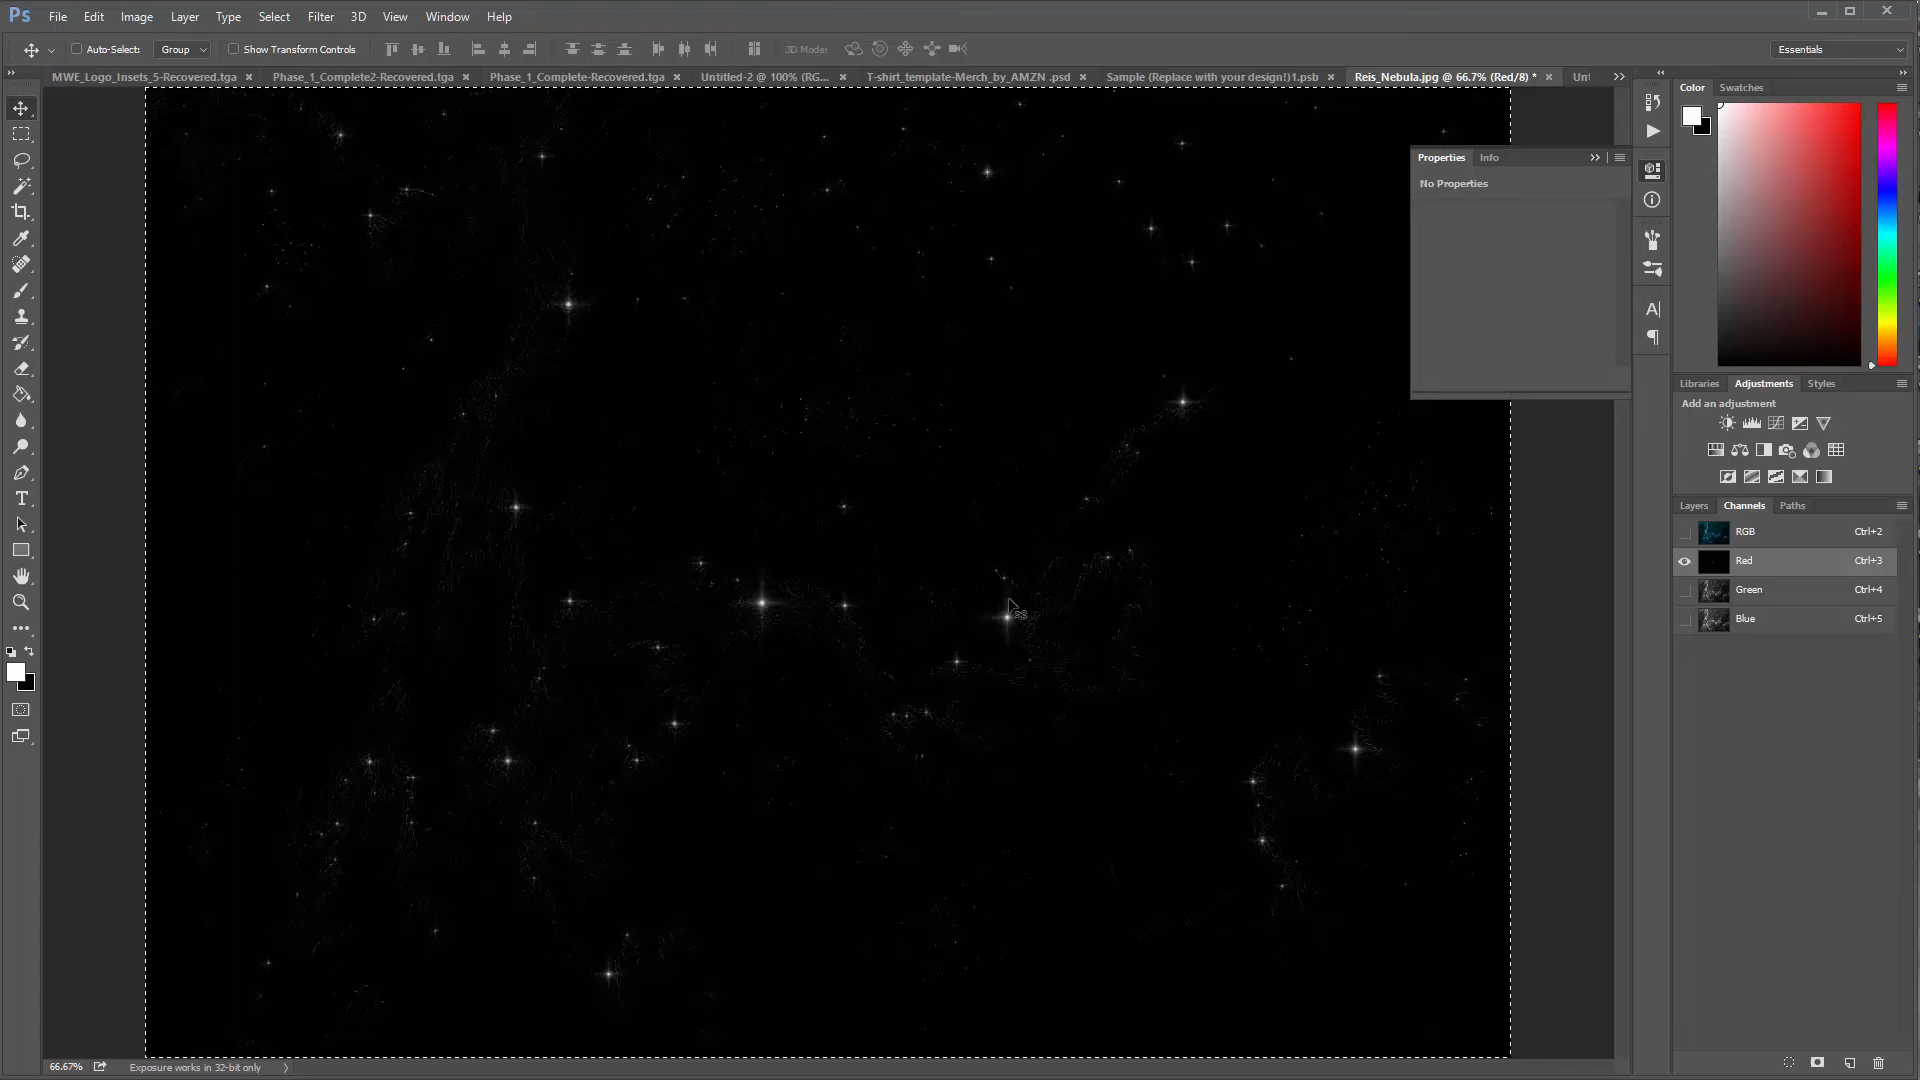 Ps File Edit Image Layer Type Select Filter 3D View Window Help
Auto-Select: Group Show Transform Controls 3D Mode: Essentials
MWE_Logo_Insets_5-Recovered.tga Phase_1_Complete2-Recovered.tga Phase_1_Complete-Recovered.tga Untitled-2 @ 100% (RG... T-shirt_template-Merch_by_AMZN .psd Sample (Replace with your design!)1.psb Reis_Nebula.jpg @ 66.7% (Red/8) * Unt
Color Swatches
Properties Info
No Properties
Libraries Adjustments Styles
Add an adjustment
Layers Channels Paths
RGB Ctrl+2
Red Ctrl+3
Green Ctrl+4
Blue Ctrl+5
66.67% Exposure works in 32-bit only